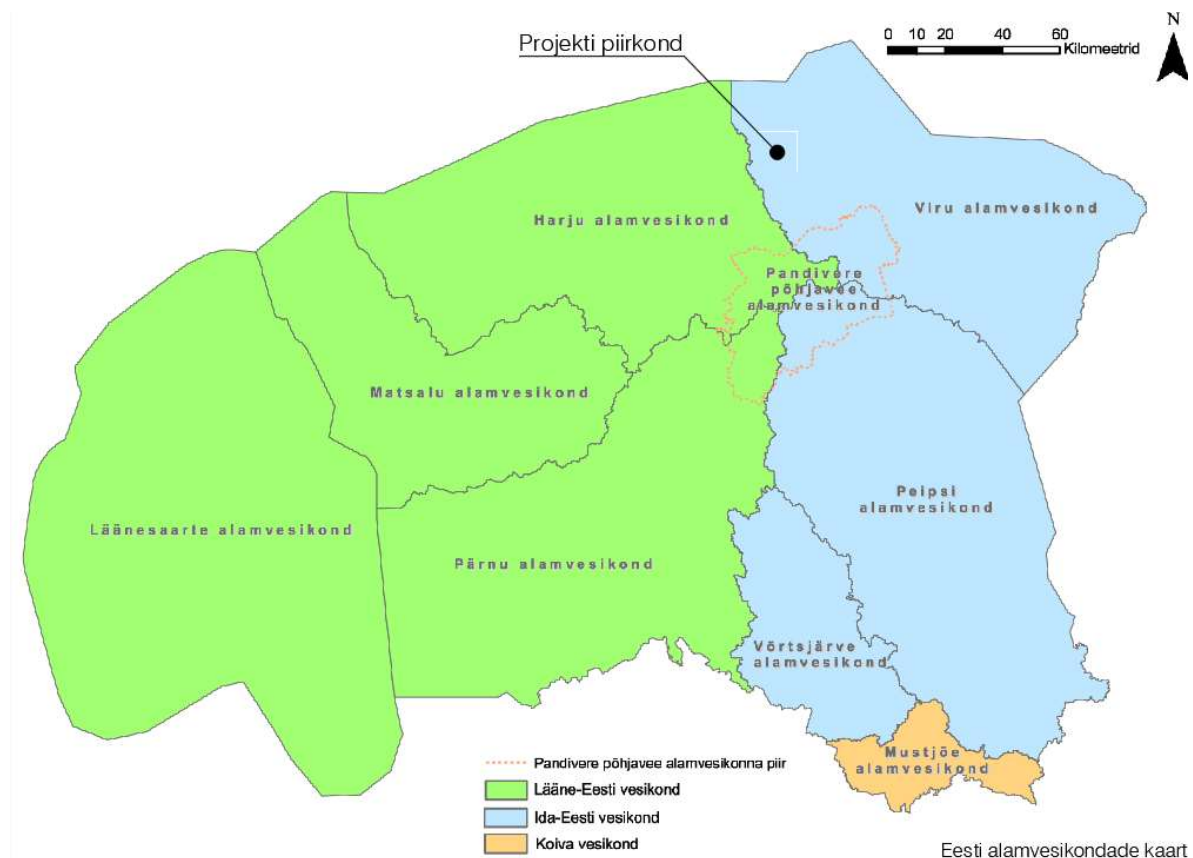 Projekti piirkond
0 10 20 40 60
Kilomeetrid
N
Harju alamvesikond
Viru alamvesikond
Pandivere
põhjavee
alamvesikond
Matsalu alamvesikond
Peipsi
alamvesikond
Läänesaarte alamvesikond
Pärnu alamvesikond
Võrtsjärve
alamvesikond
Mustjõe
alamvesikond
Pandivere põhjavee alamvesikonna piir
Lääne-Eesti vesikond
Ida-Eesti vesikond
Koiva vesikond
Eesti alamvesikondade kaart